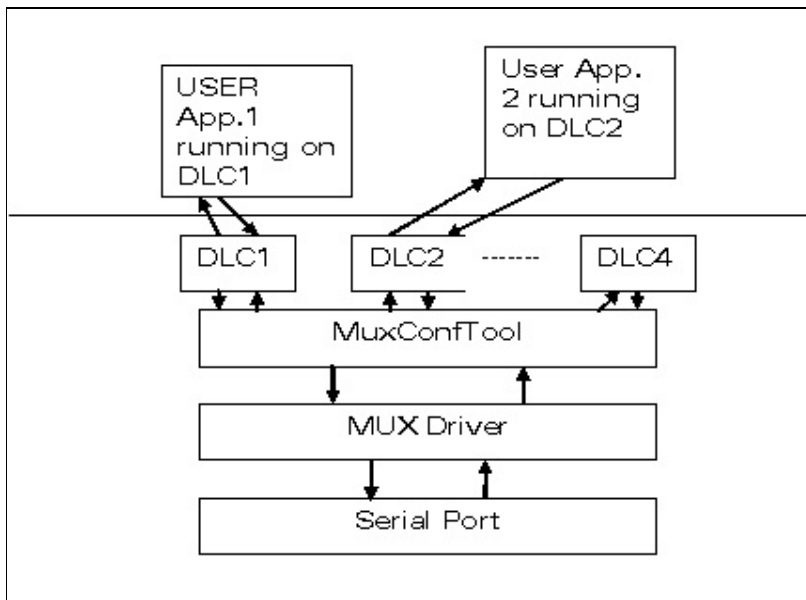 USER
App.1
running on
DLC1
User App.
2 running
on DLC2
DLC1
DLC2
-------
DLC4
MuxConfTool
MUX Driver
Serial Port